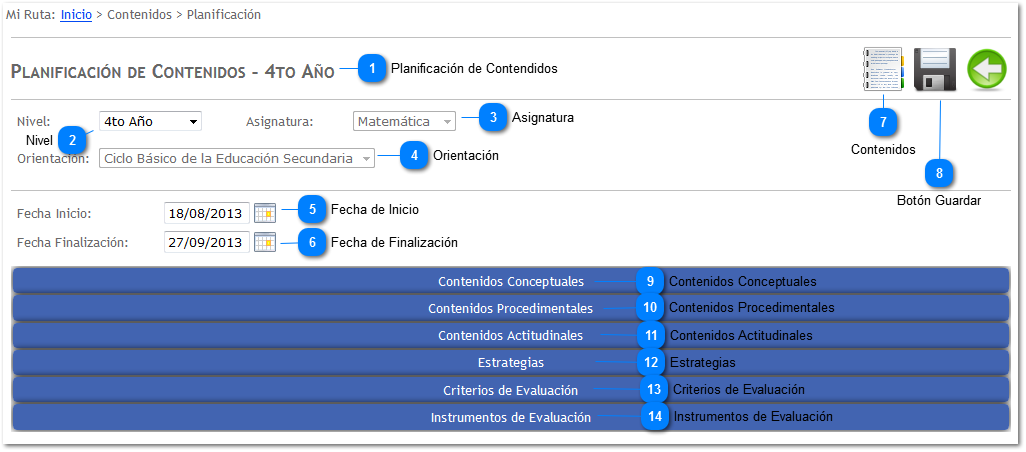 Mi Ruta: Inicio > Contenidos > Planificación
Planificación de Contenidos - 4to Año 1 Planificación de Contendidos
Nivel: 4to Año Asignatura: Matemática 3 Asignatura
Nivel 2
7
Contenidos
Orientación: Ciclo Básico de la Educación Secundaria 4 Orientación
8
Botón Guardar
Fecha Inicio: 18/08/2013 5 Fecha de Inicio
Fecha Finalización: 27/09/2013 6 Fecha de Finalización
Contenidos Conceptuales 9 Contenidos Conceptuales
Contenidos Procedimentales 10 Contenidos Procedimentales
Contenidos Actitudinales 11 Contenidos Actitudinales
Estrategias 12 Estrategias
Criterios de Evaluación 13 Criterios de Evaluación
Instrumentos de Evaluación 14 Instrumentos de Evaluación